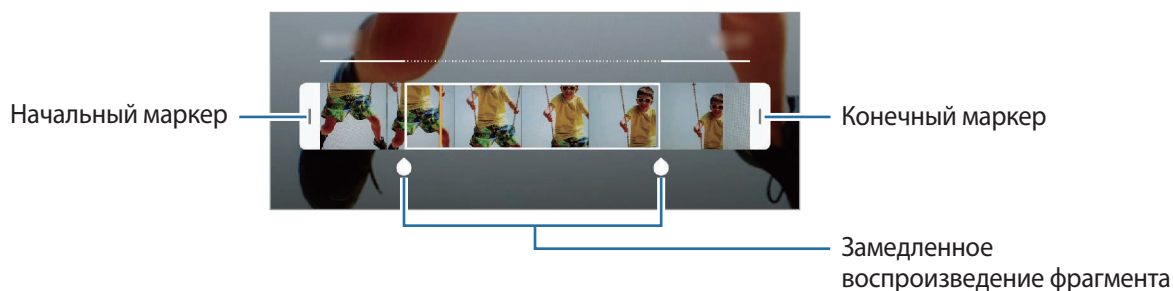 Начальный маркер
Конечный маркер
Замедленное
воспроизведение фрагмента